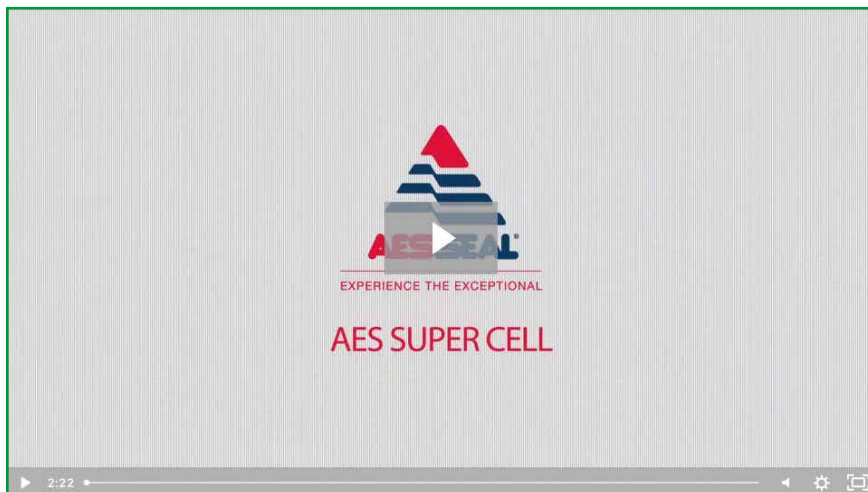 AESSEAL®
EXPERIENCE THE EXCEPTIONAL
AES SUPER CELL
2:22